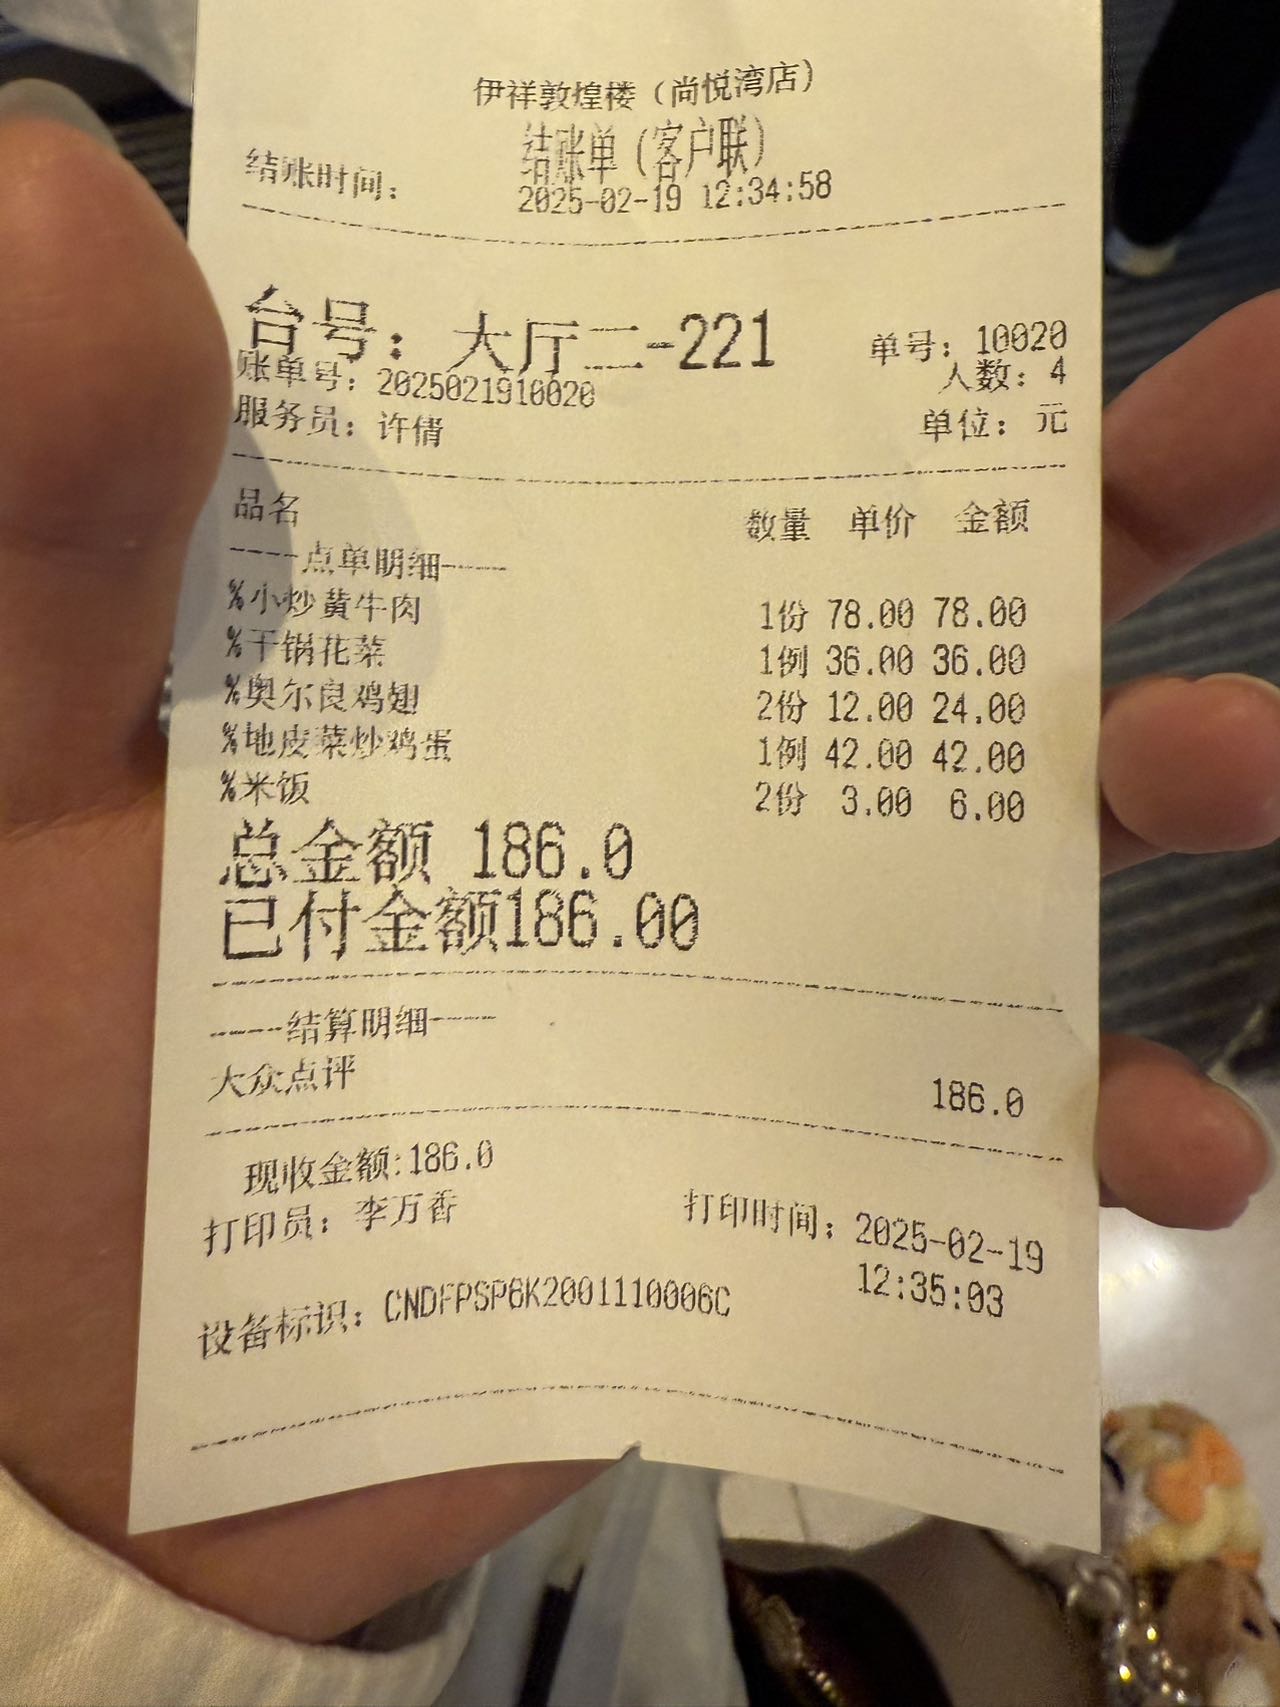 伊祥敦煌楼（尚悦湾店）
结账单（客户联）
结账时间： 2025-02-19 12:34:58
台号：大厅二-221 单号：10020
账单号：2025021910020 人数：4
服务员：许倩 单位：元
品名 数量 单价 金额
----点单明细----
%小炒黄牛肉 1份 78.00 78.00
%干锅花菜 1例 36.00 36.00
%奥尔良鸡翅 2份 12.00 24.00
%地皮菜炒鸡蛋 1例 42.00 42.00
%米饭 2份 3.00 6.00
总金额 186.0
已付金额186.00
----结算明细----
大众点评 186.0
现收金额:186.0
打印员：李万香 打印时间：2025-02-19
12:35:03
设备标识：CNDFPSP6K2001110006C